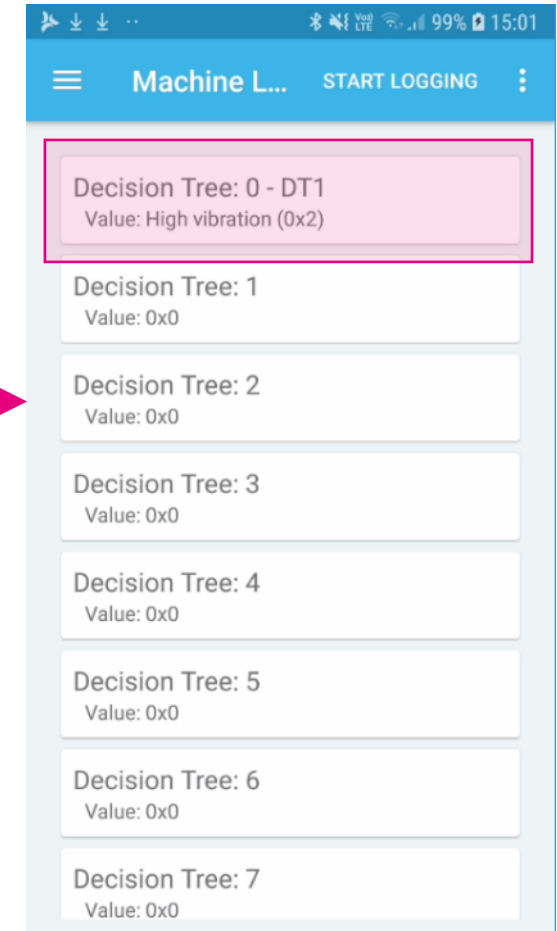 Voo) LTE 99% 15:01
Machine L... START LOGGING
Decision Tree: 0 - DT1
Value: High vibration (0x2)
Decision Tree: 1
Value: 0x0
Decision Tree: 2
Value: 0x0
Decision Tree: 3
Value: 0x0
Decision Tree: 4
Value: 0x0
Decision Tree: 5
Value: 0x0
Decision Tree: 6
Value: 0x0
Decision Tree: 7
Value: 0x0